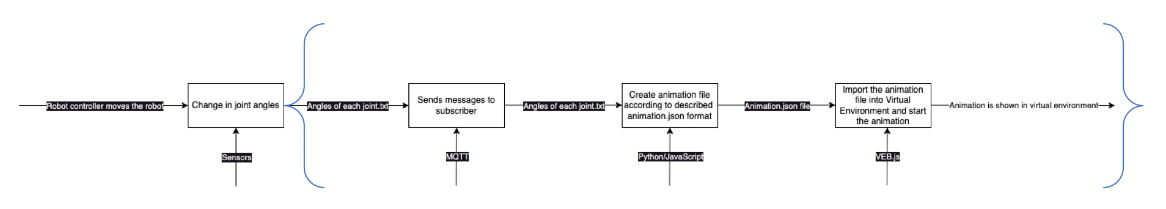 Robot controller moves the robot
Change in joint angles
Sensors
Angles of each joint.txt
Sends messages to
subscriber
MQTT
Angles of each joint.txt
Create animation file
according to described
animation.json format
Python/JavaScript
Animation.json file
Import the animation
file into Virtual
Environment and start
the animation
VEB.js
Animation is shown in virtual environment